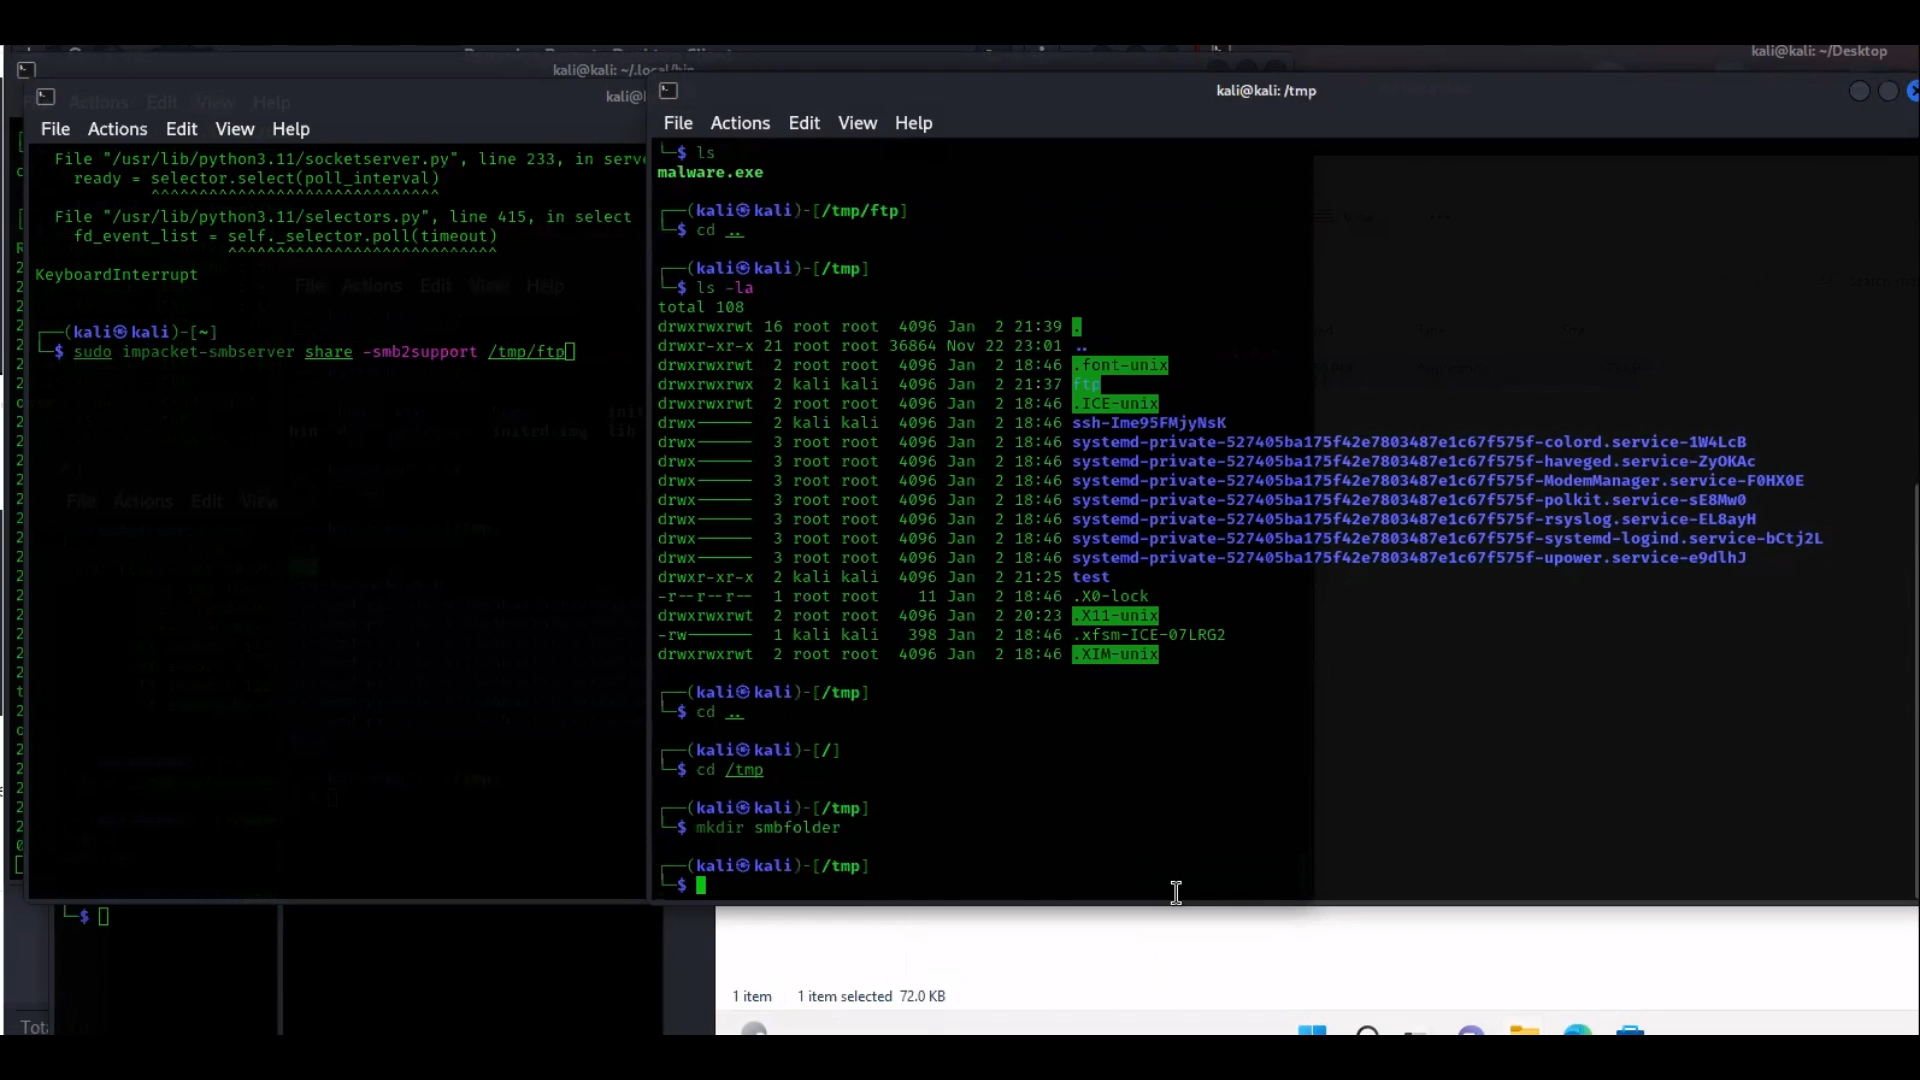 kali@kali: ~/Desktop
kali@kali: ~/.local/bin
Actions Edit View Help
kali@
File Actions Edit View Help
File "/usr/lib/python3.11/socketserver.py", line 233, in serve
ready = selector.select(poll_interval)
^^^^^^^^^^^^^^^^^^^^^^^^^^^^^^
File "/usr/lib/python3.11/selectors.py", line 415, in select
fd_event_list = self._selector.poll(timeout)
^^^^^^^^^^^^^^^^^^^^^^^^^^^^
KeyboardInterrupt
File Actions Edit View Help
┌──(kali㉿kali)-[~]
└─$ sudo impacket-smbserver share -smb2support /tmp/ftp
File Actions Edit View
└─$
kali@kali: /tmp
File Actions Edit View Help
└─$ ls
malware.exe
┌──(kali㉿kali)-[/tmp/ftp]
└─$ cd ..
┌──(kali㉿kali)-[/tmp]
└─$ ls -la
total 108
drwxrwxrwt 16 root root 4096 Jan 2 21:39 .
drwxr-xr-x 21 root root 36864 Nov 22 23:01 ..
drwxrwxrwt 2 root root 4096 Jan 2 18:46 .font-unix
drwxrwxrwx 2 kali kali 4096 Jan 2 21:37 ftp
drwxrwxrwt 2 root root 4096 Jan 2 18:46 .ICE-unix
drwx------ 2 kali kali 4096 Jan 2 18:46 ssh-Ime95FMjyNsK
drwx------ 3 root root 4096 Jan 2 18:46 systemd-private-527405ba175f42e7803487e1c67f575f-colord.service-1W4LcB
drwx------ 3 root root 4096 Jan 2 18:46 systemd-private-527405ba175f42e7803487e1c67f575f-haveged.service-ZyOKAc
drwx------ 3 root root 4096 Jan 2 18:46 systemd-private-527405ba175f42e7803487e1c67f575f-ModemManager.service-F0HX0E
drwx------ 3 root root 4096 Jan 2 18:46 systemd-private-527405ba175f42e7803487e1c67f575f-polkit.service-sE8Mw0
drwx------ 3 root root 4096 Jan 2 18:46 systemd-private-527405ba175f42e7803487e1c67f575f-rsyslog.service-EL8ayH
drwx------ 3 root root 4096 Jan 2 18:46 systemd-private-527405ba175f42e7803487e1c67f575f-systemd-logind.service-bCtj2L
drwx------ 3 root root 4096 Jan 2 18:46 systemd-private-527405ba175f42e7803487e1c67f575f-upower.service-e9dlhJ
drwxr-xr-x 2 kali kali 4096 Jan 2 21:25 test
-r--r--r-- 1 root root 11 Jan 2 18:46 .X0-lock
drwxrwxrwt 2 root root 4096 Jan 2 20:23 .X11-unix
-rw------- 1 kali kali 398 Jan 2 18:46 .xfsm-ICE-07LRG2
drwxrwxrwt 2 root root 4096 Jan 2 18:46 .XIM-unix
┌──(kali㉿kali)-[/tmp]
└─$ cd ..
┌──(kali㉿kali)-[/]
└─$ cd /tmp
┌──(kali㉿kali)-[/tmp]
└─$ mkdir smbfolder
┌──(kali㉿kali)-[/tmp]
└─$
1 item 1 item selected 72.0 KB